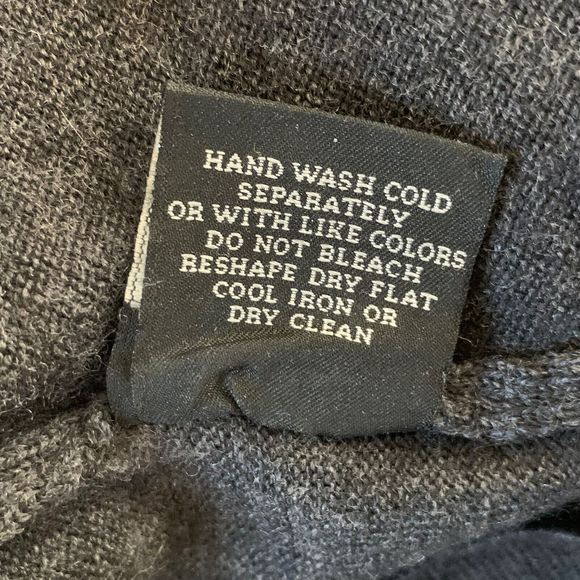 HAND WASH COLD
SEPARATELY
OR WITH LIKE COLORS
DO NOT BLEACH
RESHAPE DRY FLAT
COOL IRON OR
DRY CLEAN